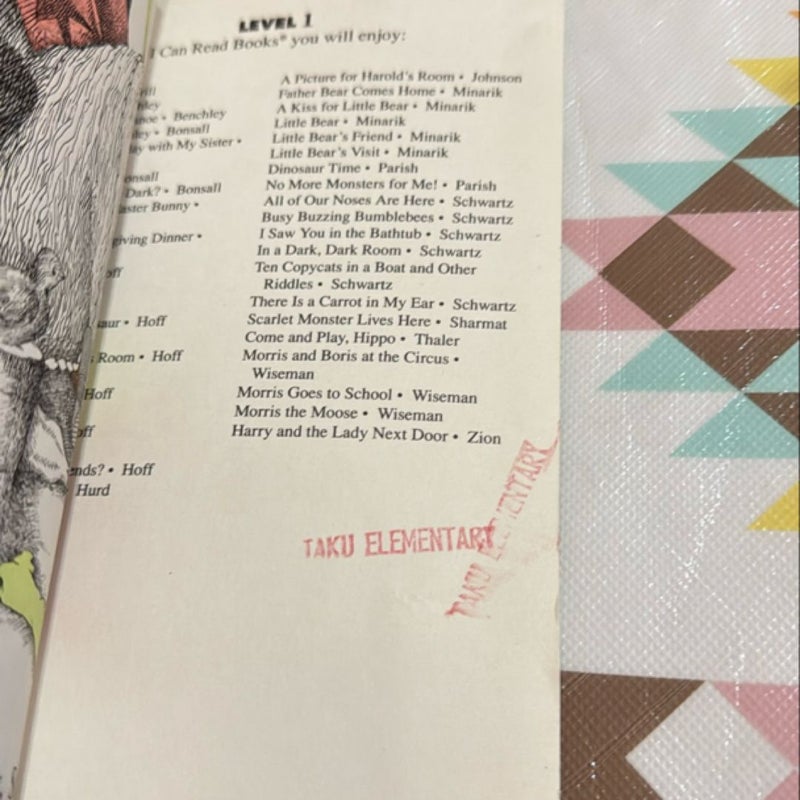 LEVEL 1
I Can Read Books® you will enjoy:
• Benchley
• Bonsall
with My Sister •
Dark? • Bonsall
Bunny •
Dinner •
• Hoff
Room • Hoff
Hoff
• Hoff
Hurd
A Picture for Harold's Room • Johnson
Father Bear Comes Home • Minarik
A Kiss for Little Bear • Minarik
Little Bear • Minarik
Little Bear's Friend • Minarik
Little Bear's Visit • Minarik
Dinosaur Time • Parish
No More Monsters for Me! • Parish
All of Our Noses Are Here • Schwartz
Busy Buzzing Bumblebees • Schwartz
I Saw You in the Bathtub • Schwartz
In a Dark, Dark Room • Schwartz
Ten Copycats in a Boat and Other
Riddles • Schwartz
There Is a Carrot in My Ear • Schwartz
Scarlet Monster Lives Here • Sharmat
Come and Play, Hippo • Thaler
Morris and Boris at the Circus •
Wiseman
Morris Goes to School • Wiseman
Morris the Moose • Wiseman
Harry and the Lady Next Door • Zion
TAKU ELEMENTARY
TAKU ELEMENTARY